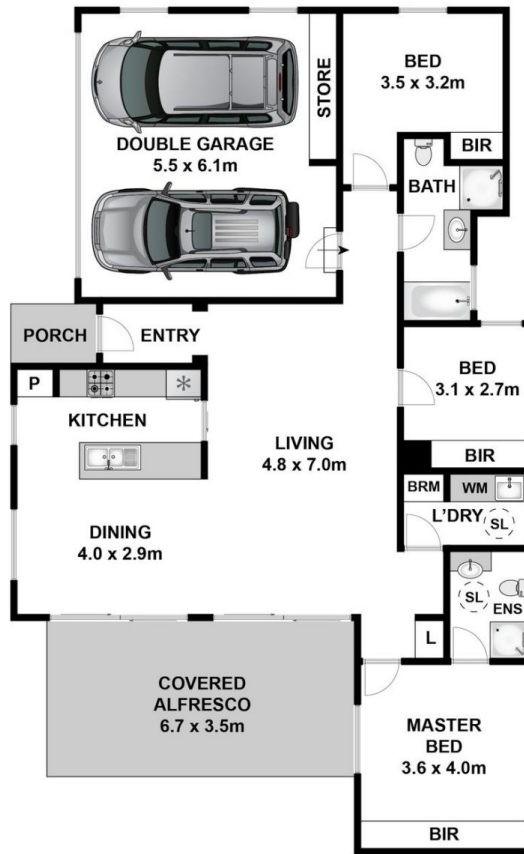 BED
3.5 x 3.2m
STORE
DOUBLE GARAGE
5.5 x 6.1m
BIR
BATH
PORCH
ENTRY
P
KITCHEN
BED
3.1 x 2.7m
LIVING
4.8 x 7.0m
BIR
BRM
WM
L'DRY
SL
DINING
4.0 x 2.9m
SL
ENS
L
COVERED
ALFRESCO
6.7 x 3.5m
MASTER
BED
3.6 x 4.0m
BIR